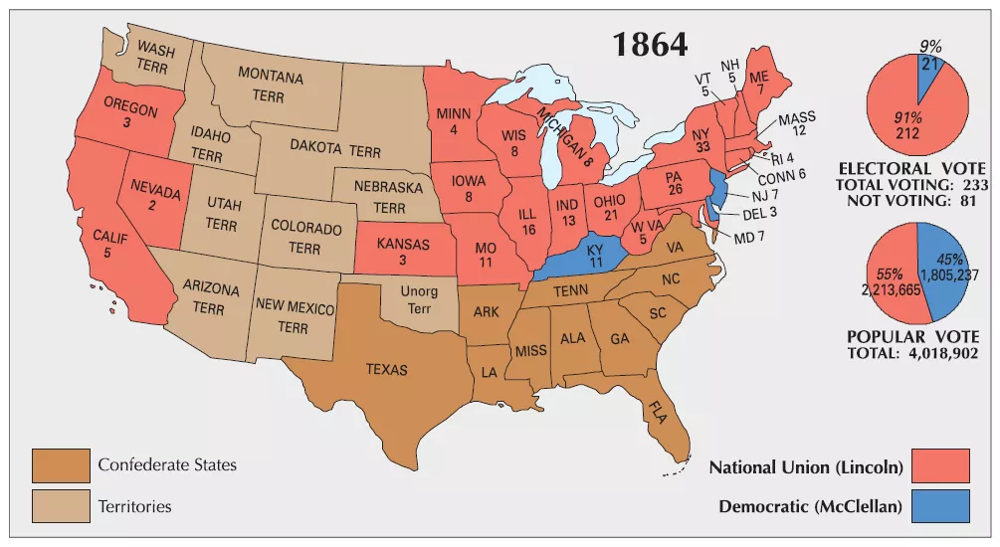 1864
WASH
TERR
MONTANA
TERR
OREGON
3
IDAHO
TERR
DAKOTA TERR
MINN
4
WIS
8
MICHIGAN 8
VT
5
NH
5
ME
7
MASS
12
NY
33
RI 4
CONN 6
NJ 7
DEL 3
MD 7
PA
26
NEVADA
2
CALIF
5
UTAH
TERR
NEBRASKA
TERR
IOWA
8
COLORADO
TERR
KANSAS
3
MO
11
ILL
16
IND
13
OHIO
21
W VA
5
VA
KY
11
ARIZONA
TERR
NEW MEXICO
TERR
Unorg
Terr
ARK
TENN
NC
SC
TEXAS
LA
MISS
ALA
GA
FLA
9%
21
91%
212
ELECTORAL VOTE
TOTAL VOTING: 233
NOT VOTING: 81
45%
1,805,237
55%
2,213,665
POPULAR VOTE
TOTAL: 4,018,902
Confederate States
Territories
National Union (Lincoln)
Democratic (McClellan)